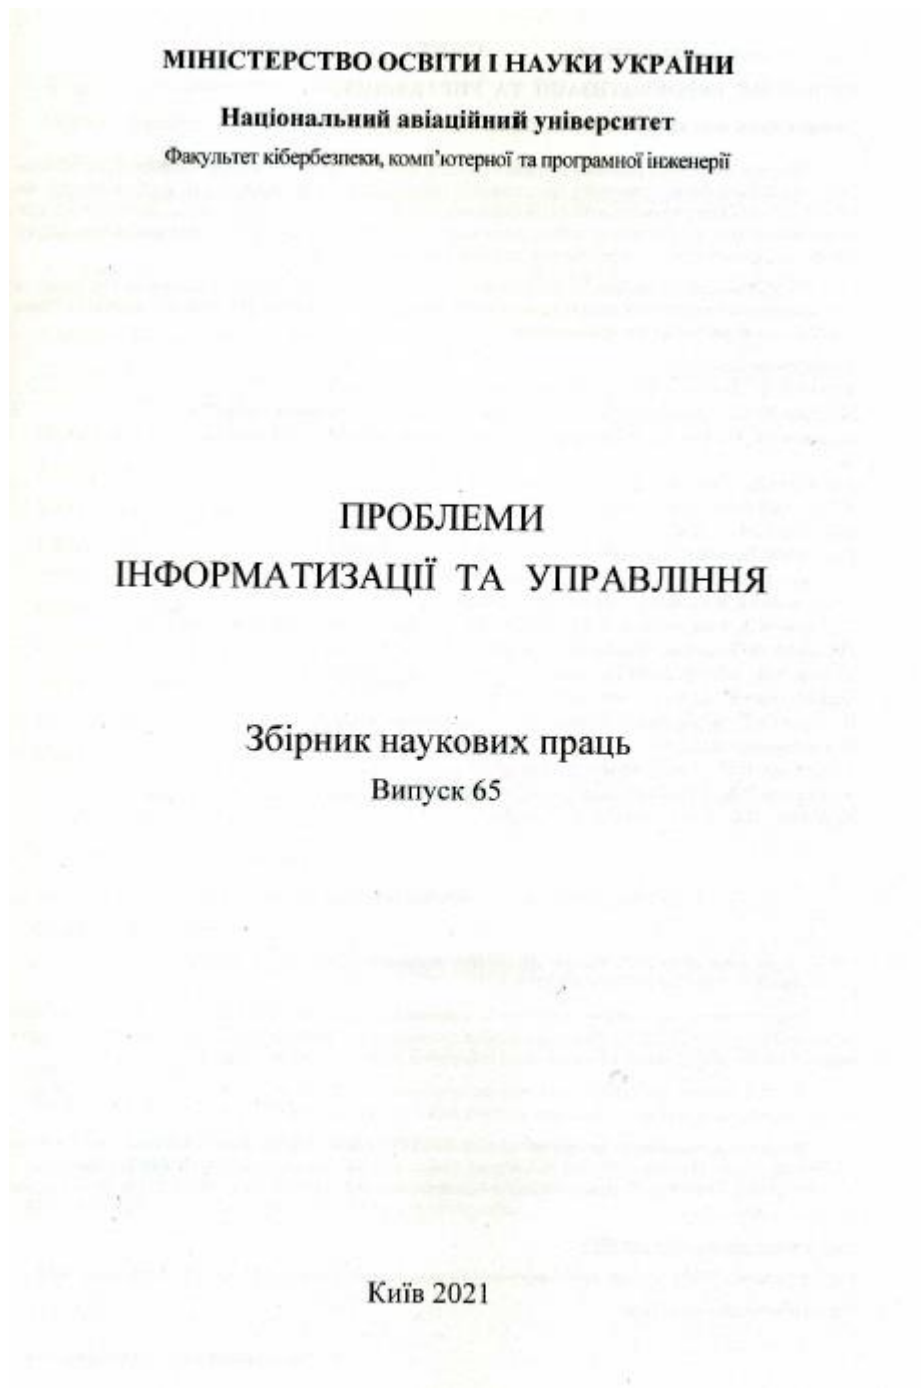 МІНІСТЕРСТВО ОСВІТИ І НАУКИ УКРАЇНИ
Національний авіаційний університет
Факультет кібербезпеки, комп'ютерної та програмної інженерії
ПРОБЛЕМИ
ІНФОРМАТИЗАЦІЇ ТА УПРАВЛІННЯ
Збірник наукових праць
Випуск 65
Київ 2021